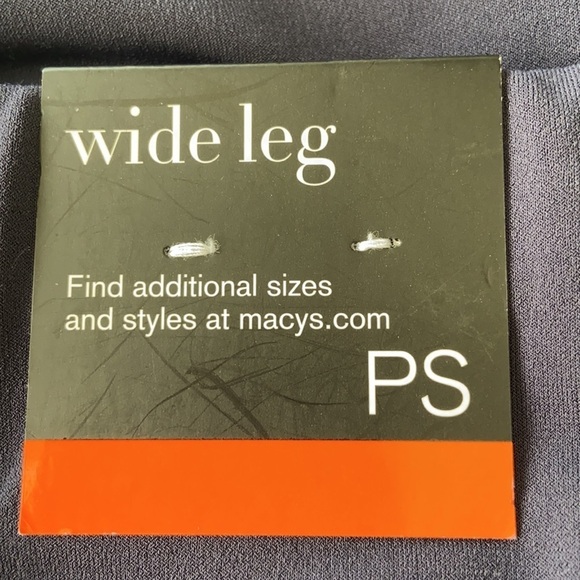 wide leg
Find additional sizes
and styles at macys.com
PS